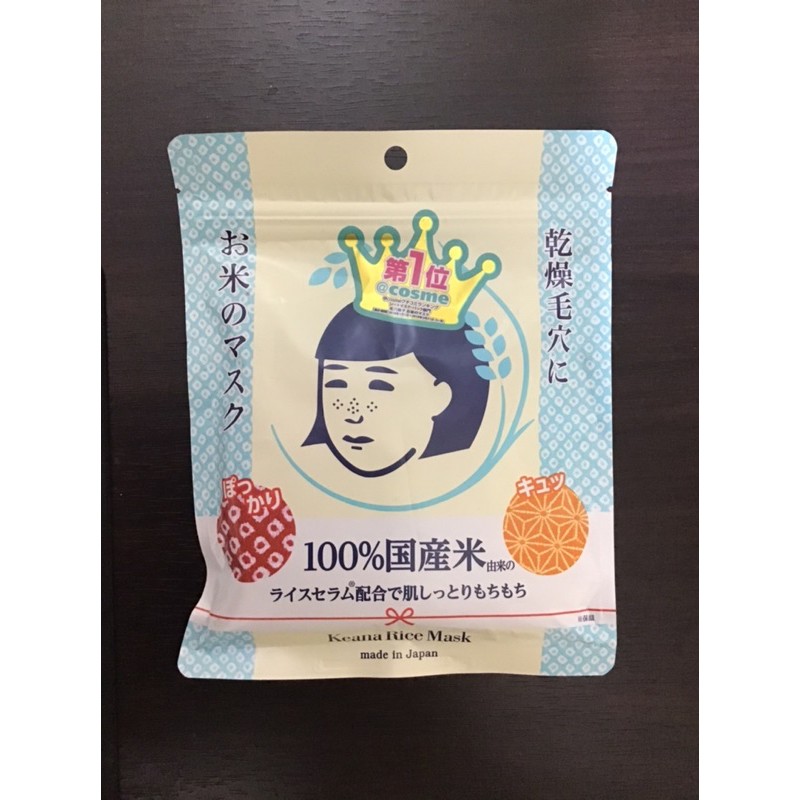 乾燥毛穴に
お米のマスク
第1位
@cosme
ぽっかり
キュッ
100%国産米由来の
ライスセラム®配合で肌しっとりもちもち
Keana Rice Mask
made in Japan